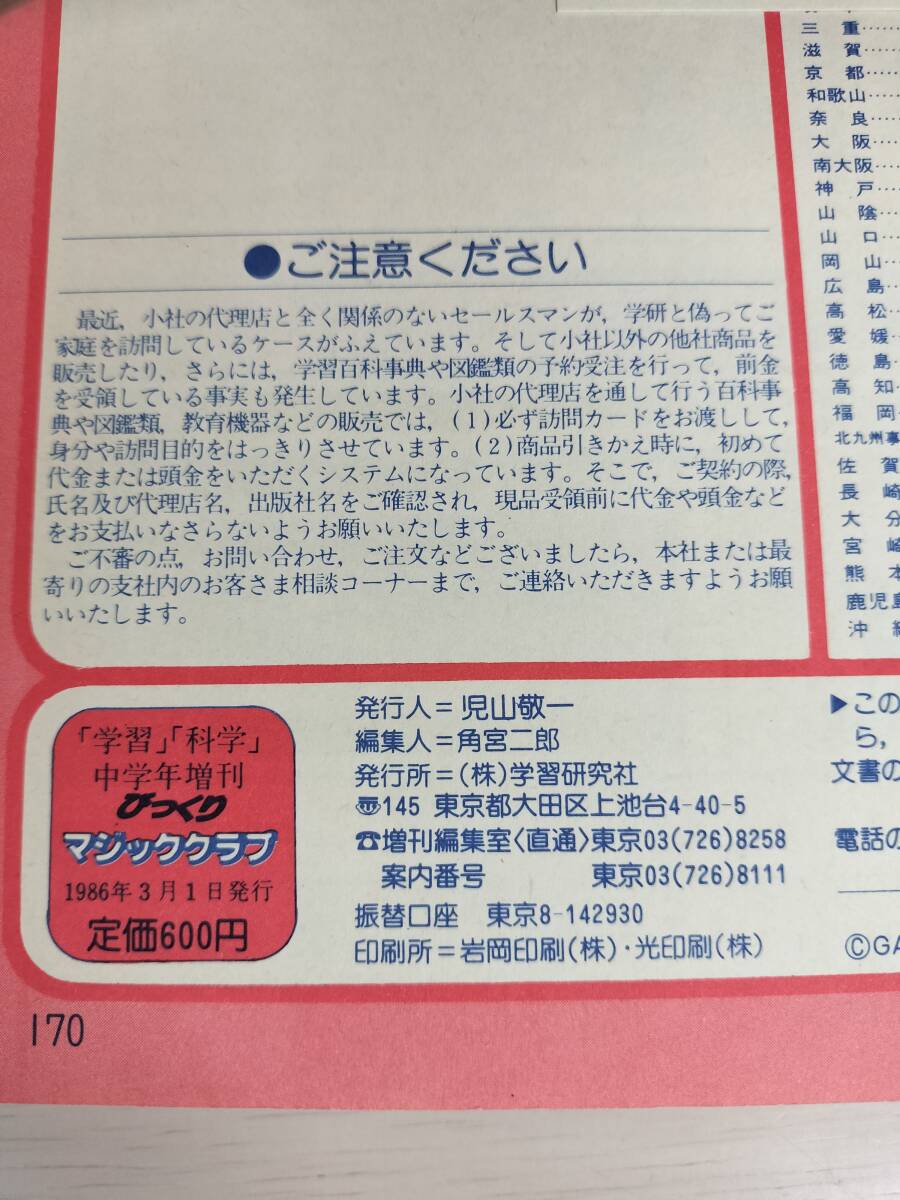 ●ご注意ください
最近，小社の代理店と全く関係のないセールスマンが，学研と偽ってご
家庭を訪問しているケースがふえています。そして小社以外の他社商品を
販売したり，さらには，学習百科事典や図鑑類の予約受注を行って，前金
を受領している事実も発生しています。小社の代理店を通して行う百科事
典や図鑑類，教育機器などの販売では，(1)必ず訪問カードをお渡しして，
身分や訪問目的をはっきりさせています。(2)商品引きかえ時に，初めて
代金または頭金をいただくシステムになっています。そこで，ご契約の際，
氏名及び代理店名，出版社名をご確認され，現品受領前に代金や頭金など
をお支払いなさらないようお願いいたします。
ご不審の点，お問い合わせ，ご注文などございましたら，本社または最
寄りの支社内のお客さま相談コーナーまで，ご連絡いただきますようお願
いいたします。
三重……
滋賀……
京都……
和歌山……
奈良……
大阪……
南大阪……
神戸……
山陰……
山口……
岡山……
広島……
高松…
愛媛…
徳島…
高知…
福岡…
北九州事
佐賀
長崎
大分
宮崎
熊本
鹿児島
沖
「学習」「科学」
中学年増刊
びっくり
マジッククラブ
1986年3月1日発行
定価600円
発行人＝児山敬一
編集人＝角宮二郎
発行所＝(株)学習研究社
〠145 東京都大田区上池台4-40-5
☎増刊編集室〈直通〉東京03(726)8258
案内番号 東京03(726)8111
振替口座 東京8-142930
印刷所＝岩岡印刷(株)・光印刷(株)
▶この
ら，
文書の
電話の
©GA
170